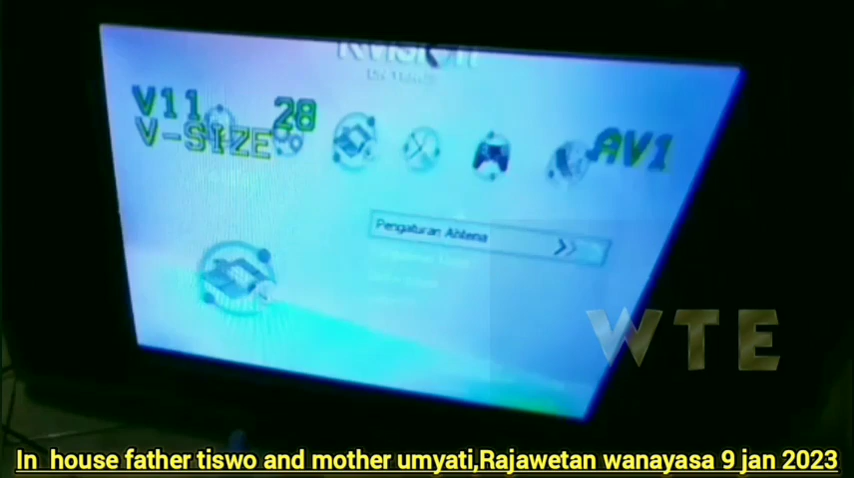 V11 28
V-SIZE
AV1
Pengaturan Antena
WTE
In house father tiswo and mother umyati,Rajawetan wanayasa 9 jan 2023